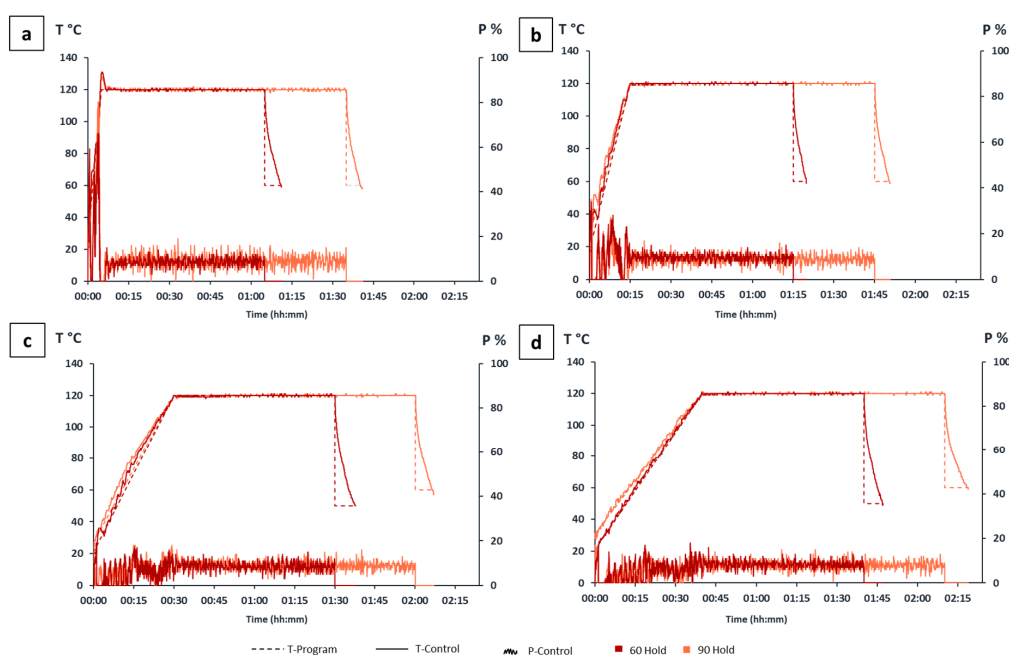 a T °C P % b T °C P %
140 100 140 100
120 120
80 80
100 100
80 60 80 60
60 40 60 40
40 40
20 20 20 20
0 0 0 0
00:00 00:15 00:30 00:45 01:00 01:15 01:30 01:45 02:00 02:15 00:00 00:15 00:30 00:45 01:00 01:15 01:30 01:45 02:00 02:15
Time (hh:mm) Time (hh:mm)
c T °C P % d T °C P %
140 100 140 100
120 120
80 80
100 100
80 60 80 60
60 40 60 40
40 40
20 20 20 20
0 0 0 0
00:00 00:15 00:30 00:45 01:00 01:15 01:30 01:45 02:00 02:15 00:00 00:15 00:30 00:45 01:00 01:15 01:30 01:45 02:00 02:15
Time (hh:mm) Time (hh:mm)
T-Program T-Control P-Control 60 Hold 90 Hold